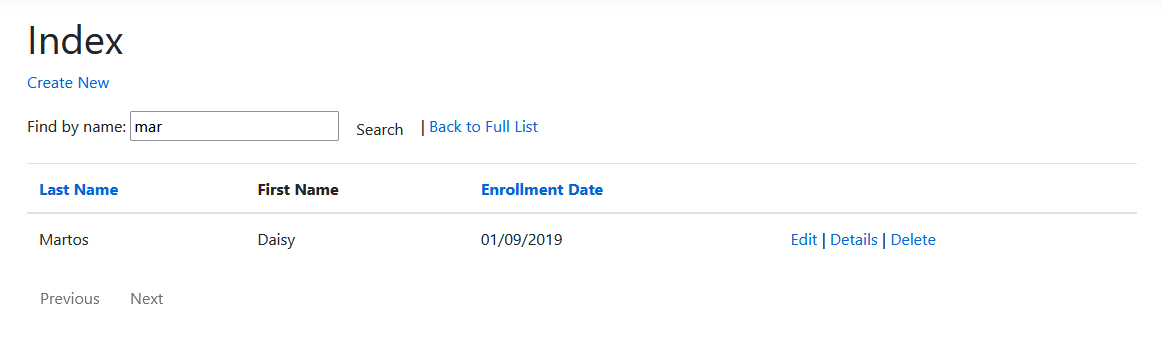 Index
Create New
Find by name: mar Search | Back to Full List
Last Name First Name Enrollment Date
Martos Daisy 01/09/2019 Edit | Details | Delete
Previous Next